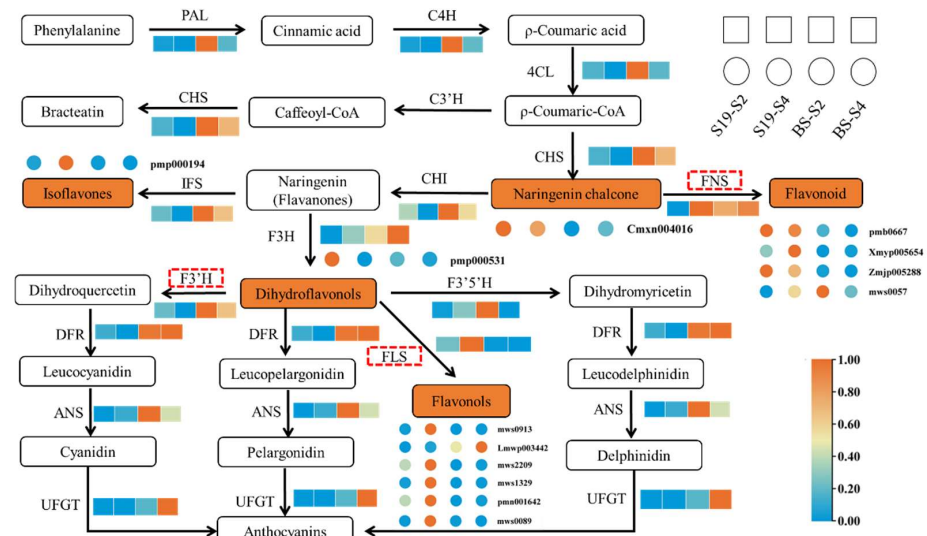 PAL
C4H
Phenylalanine
Cinnamic acid
ρ-Coumaric acid
4CL
S19-S2
S19-S4
BS-S2
BS-S4
CHS
C3'H
Bracteatin
Caffeoyl-CoA
ρ-Coumaric-CoA
CHS
pmp000194
Isoflavones
IFS
Naringenin
(Flavanones)
CHI
Naringenin chalcone
FNS
Flavonoid
Cmxn004016
pmb0667
F3H
Xmyp005654
pmp000531
Zmjp005288
F3'H
F3'5'H
mws0057
Dihydroquercetin
Dihydroflavonols
Dihydromyricetin
DFR
DFR
DFR
FLS
Leucocyanidin
Leucopelargonidin
Leucodelphinidin
1.00
0.80
0.60
0.40
0.20
0.00
Flavonols
ANS
ANS
ANS
mws0913
Lmwp003442
mws2209
mws1329
pmn001642
mws0089
Cyanidin
Pelargonidin
Delphinidin
UFGT
UFGT
UFGT
Anthocyanins